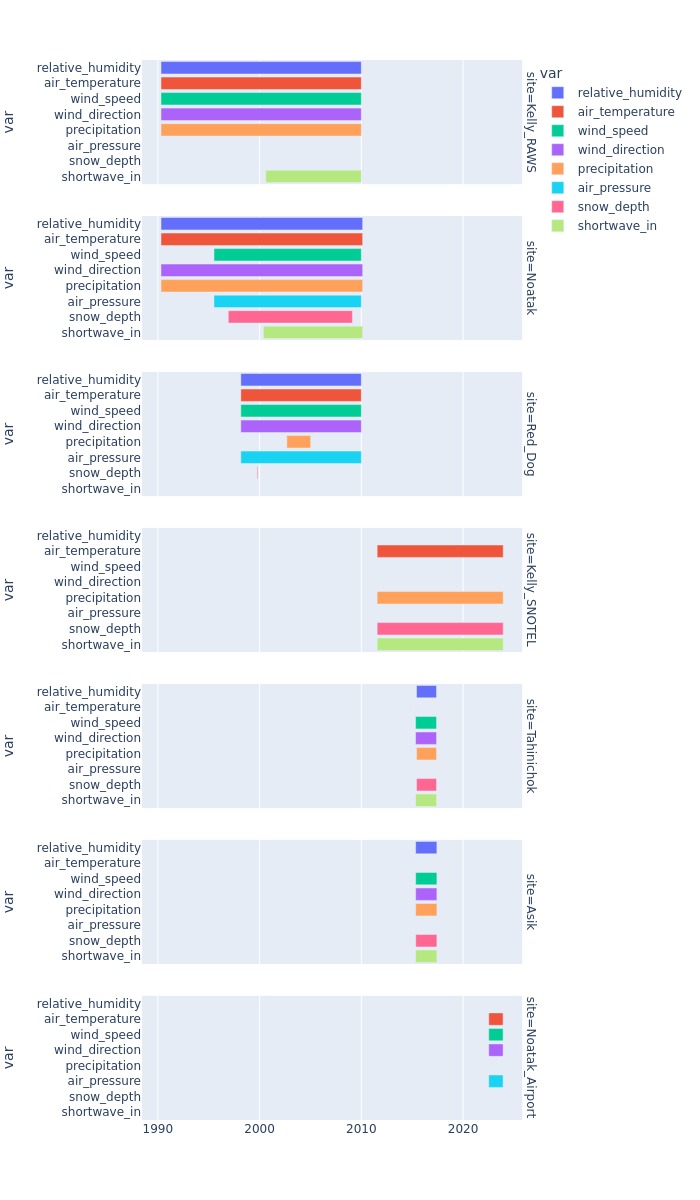 relative_humidity
air_temperature
wind_speed
wind_direction
precipitation
air_pressure
snow_depth
shortwave_in
var
site=Kelly_RAWS
var
relative_humidity
air_temperature
wind_speed
wind_direction
precipitation
air_pressure
snow_depth
shortwave_in
relative_humidity
air_temperature
wind_speed
wind_direction
precipitation
air_pressure
snow_depth
shortwave_in
var
site=Noatak
relative_humidity
air_temperature
wind_speed
wind_direction
precipitation
air_pressure
snow_depth
shortwave_in
var
site=Red_Dog
relative_humidity
air_temperature
wind_speed
wind_direction
precipitation
air_pressure
snow_depth
shortwave_in
var
site=Kelly_SNOTEL
relative_humidity
air_temperature
wind_speed
wind_direction
precipitation
air_pressure
snow_depth
shortwave_in
var
site=Tahinichok
relative_humidity
air_temperature
wind_speed
wind_direction
precipitation
air_pressure
snow_depth
shortwave_in
var
site=Asik
relative_humidity
air_temperature
wind_speed
wind_direction
precipitation
air_pressure
snow_depth
shortwave_in
var
site=Noatak_Airport
1990 2000 2010 2020